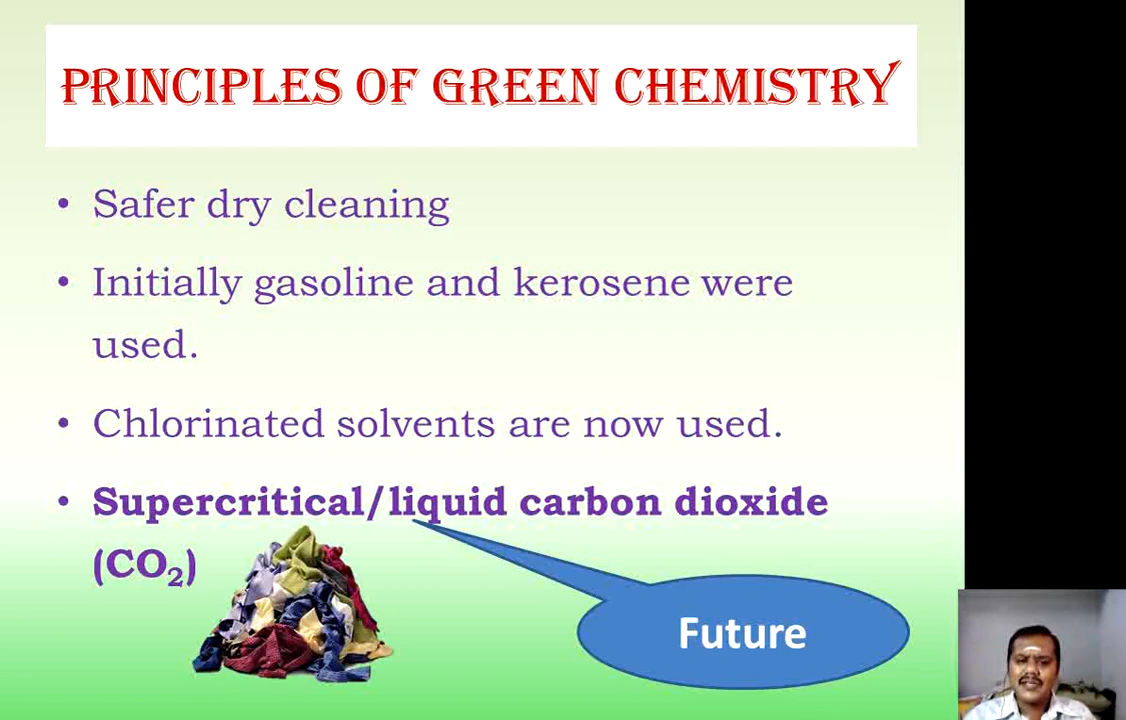 PRINCIPLES OF GREEN CHEMISTRY
• Safer dry cleaning
• Initially gasoline and kerosene were
used.
• Chlorinated solvents are now used.
• Supercritical/liquid carbon dioxide
(CO₂)
Future